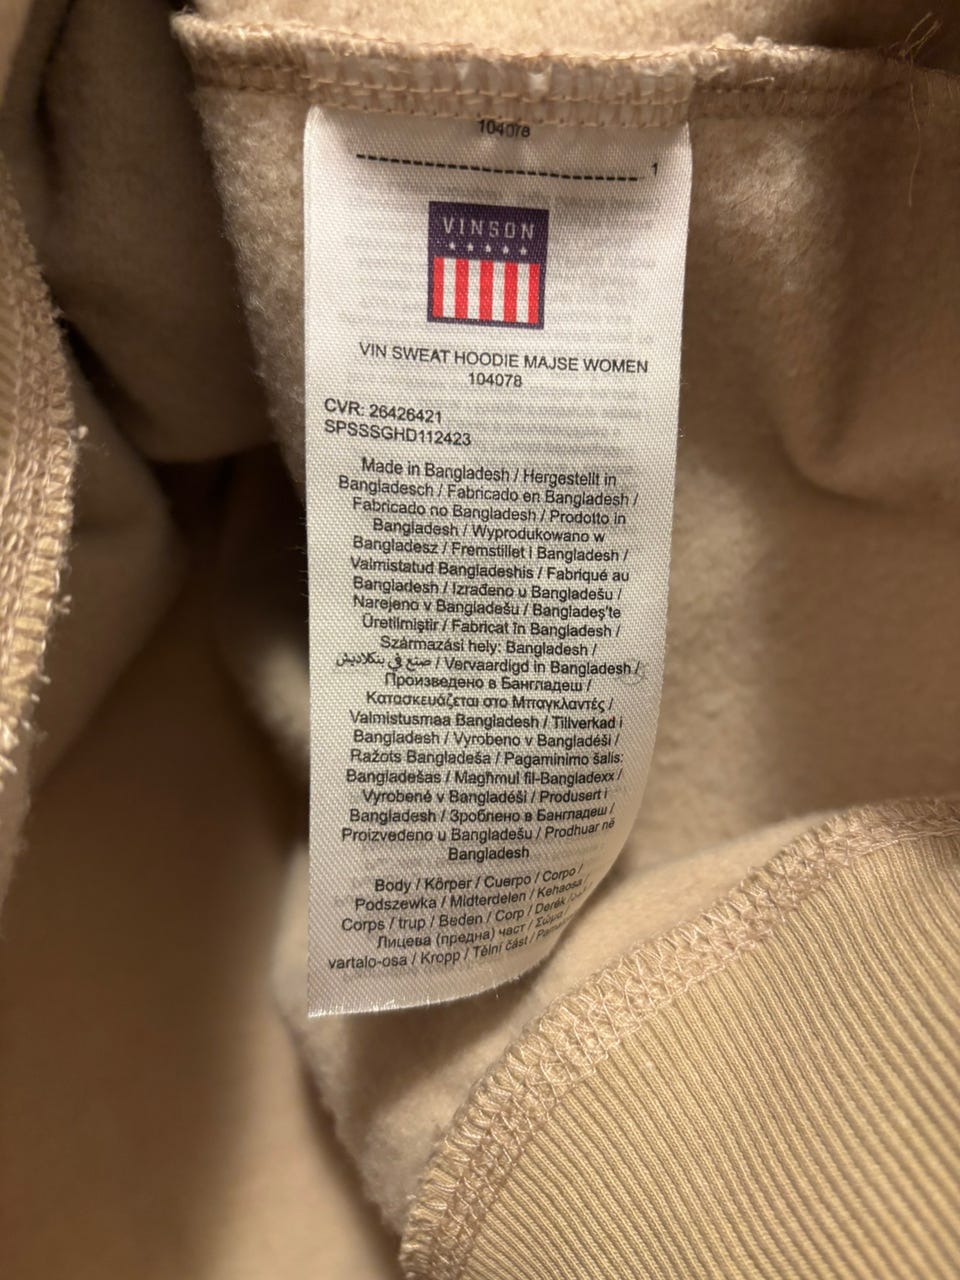 104078
1
VINSON
VIN SWEAT HOODIE MAJSE WOMEN
104078
CVR: 26426421
SPSSSGHD112423
Made in Bangladesh / Hergestellt in
Bangladesch / Fabricado en Bangladesh /
Fabricado no Bangladesh / Prodotto in
Bangladesh / Wyprodukowano w
Bangladesz / Fremstillet i Bangladesh /
Valmistatud Bangladeshis / Fabriqué au
Bangladesh / Izrađeno u Bangladešu /
Narejeno v Bangladešu / Bangladeş'te
Üretilmiştir / Fabricat în Bangladesh /
Származási hely: Bangladesh /
صنع في بنكلاديش / Vervaardigd in Bangladesh /
Произведено в Бангладеш /
Κατασκευάζεται στο Μπαγκλαντές /
Valmistusmaa Bangladesh / Tillverkad i
Bangladesh / Vyrobeno v Bangladéši /
Ražots Bangladeša / Pagaminimo šalis:
Bangladešas / Magħmul fil-Bangladexx /
Vyrobené v Bangladéši / Produsert i
Bangladesh / Зроблено в Бангладеш /
Proizvedeno u Bangladešu / Prodhuar në
Bangladesh
Body / Körper / Cuerpo / Corpo /
Podszewka / Midterdelen / Kehaosa /
Corps / trup / Beden / Corp / Derék /
Лицева (предна) част / Σώμα
vartalo-osa / Kropp / Tělní část /